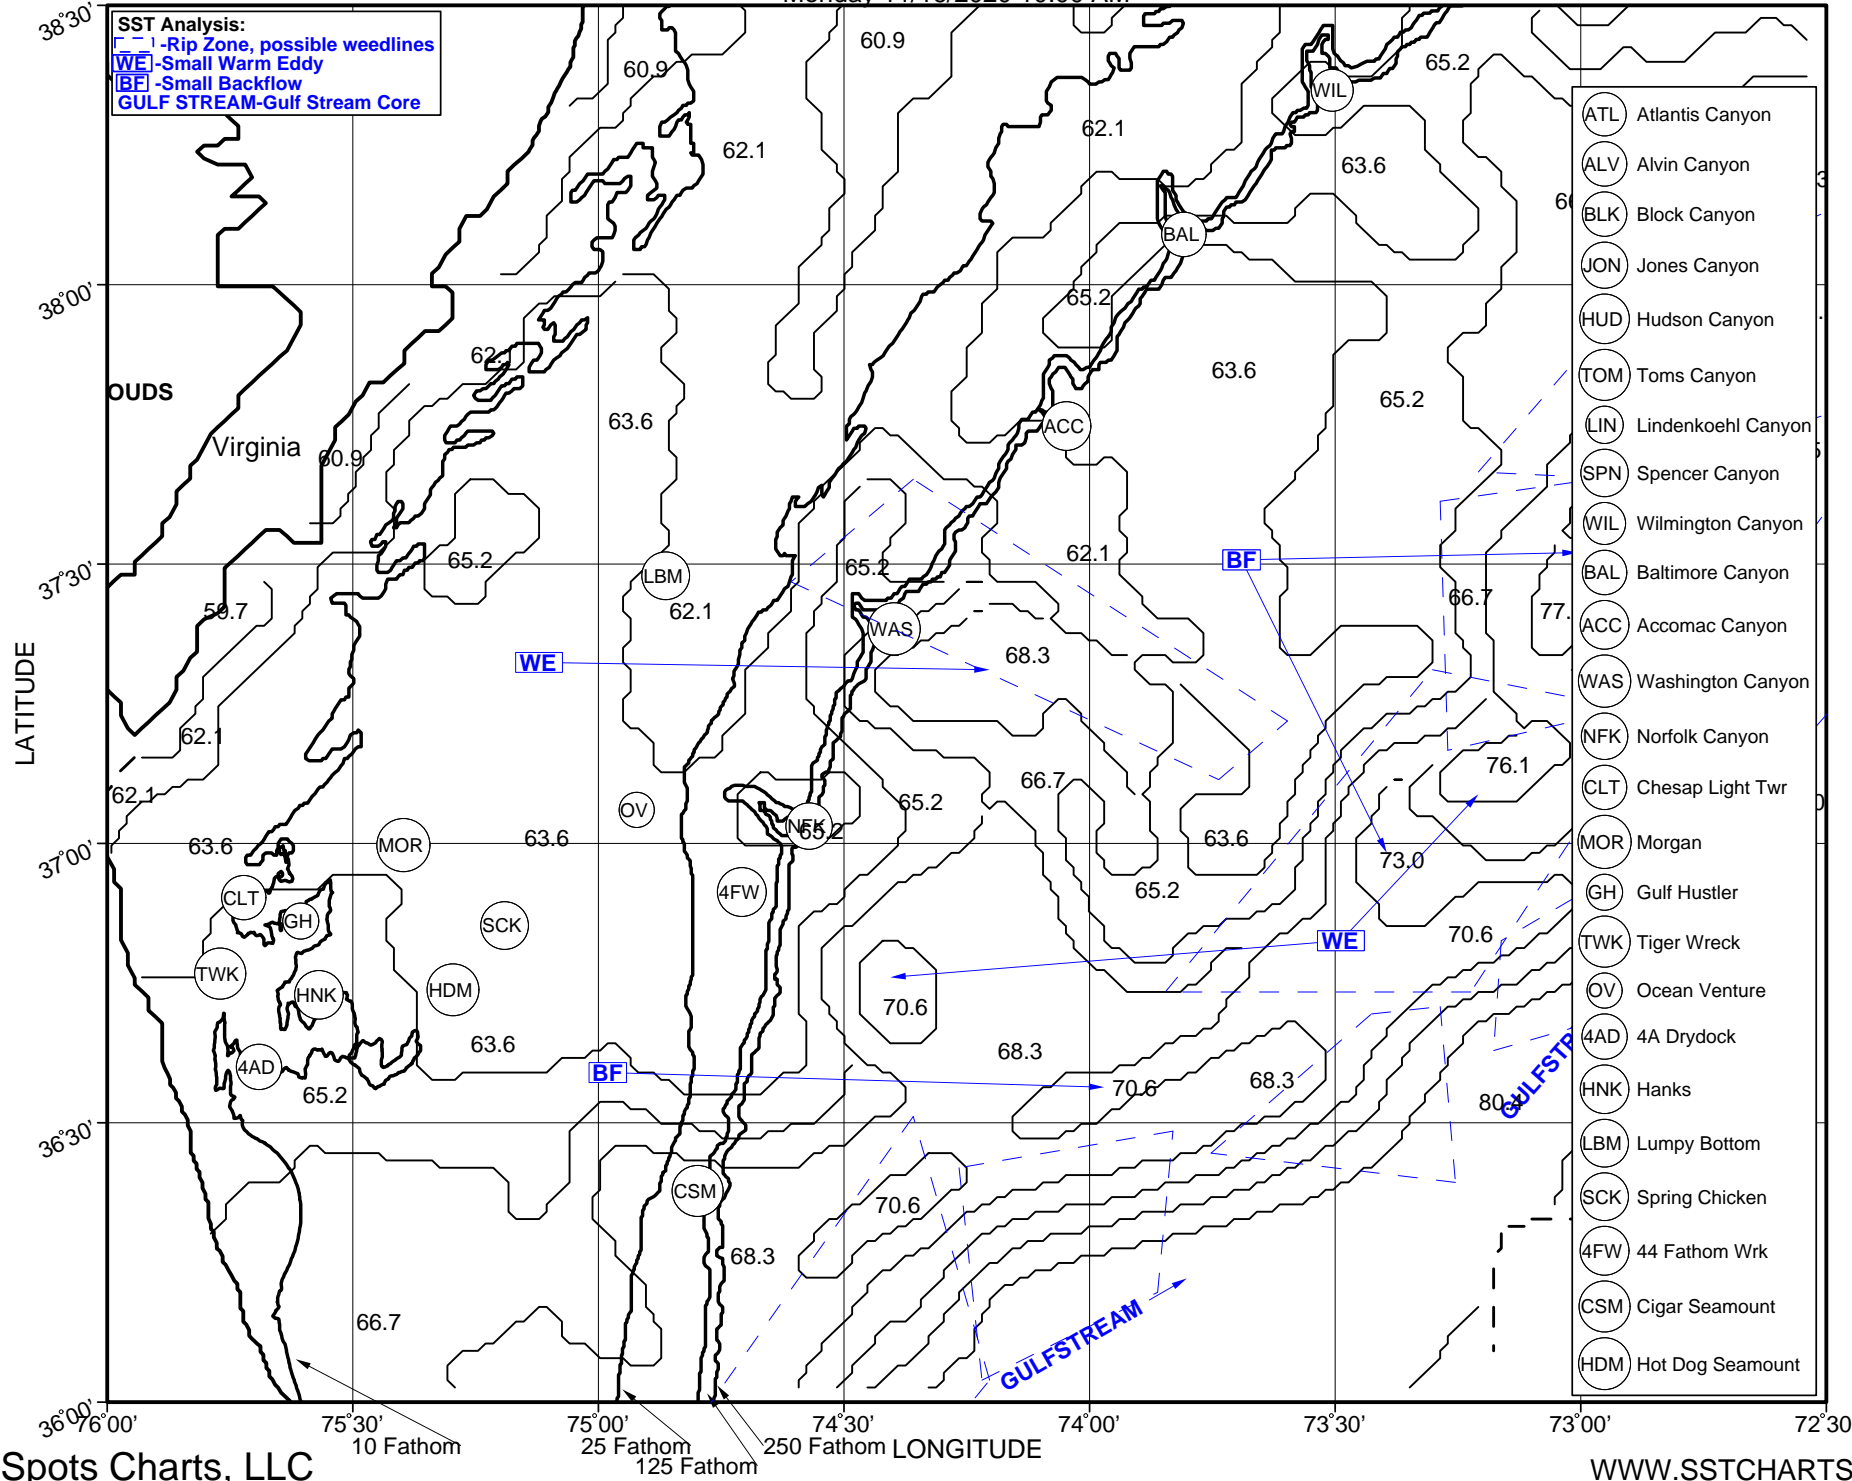 SST Analysis:
-Rip Zone, possible weedlines
WE -Small Warm Eddy
BF -Small Backflow
GULF STREAM-Gulf Stream Core
38°30'
38°00'
37°30'
37°00'
36°30'
36°00'
LATITUDE
60.9
60.9
65.2
62.1
62.1
63.6
WIL
BAL
65.2
62.1
63.6
65.2
OUDS
63.6
Virginia
60.9
ACC
65.2
65.2
62.1
BF
LBM
59.7
62.1
66.7
77.
WAS
WE
68.3
62.1
76.1
62.1
66.7
65.2
OV
NFK
65.2
63.6
MOR
63.6
63.6
73.0
CLT
4FW
65.2
GH
SCK
WE
70.6
TWK
HNK
HDM
70.6
63.6
68.3
4AD
BF
70.6
68.3
65.2
80.4
GULFSTR
CSM
70.6
68.3
66.7
GULFSTREAM
ATL Atlantis Canyon
ALV Alvin Canyon
BLK Block Canyon
JON Jones Canyon
HUD Hudson Canyon
TOM Toms Canyon
LIN Lindenkoehl Canyon
SPN Spencer Canyon
WIL Wilmington Canyon
BAL Baltimore Canyon
ACC Accomac Canyon
WAS Washington Canyon
NFK Norfolk Canyon
CLT Chesap Light Twr
MOR Morgan
GH Gulf Hustler
TWK Tiger Wreck
OV Ocean Venture
4AD 4A Drydock
HNK Hanks
LBM Lumpy Bottom
SCK Spring Chicken
4FW 44 Fathom Wrk
CSM Cigar Seamount
HDM Hot Dog Seamount
76°00' 75°30' 75°00' 74°30' 74°00' 73°30' 73°00' 72°30'
10 Fathom 25 Fathom 250 Fathom LONGITUDE
125 Fathom
Spots Charts, LLC
WWW.SSTCHARTS